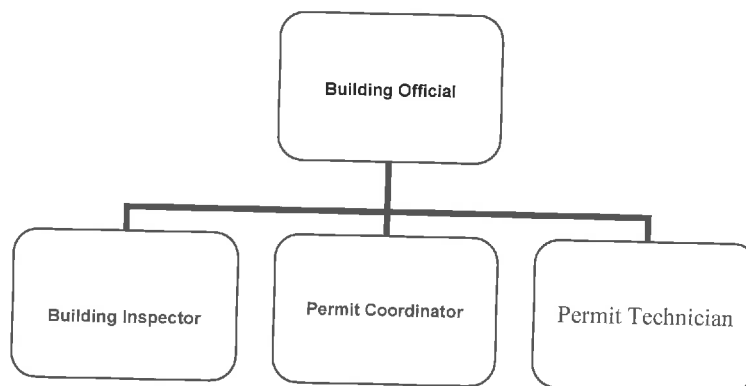 Building Official
Building Inspector
Permit Coordinator
Permit Technician